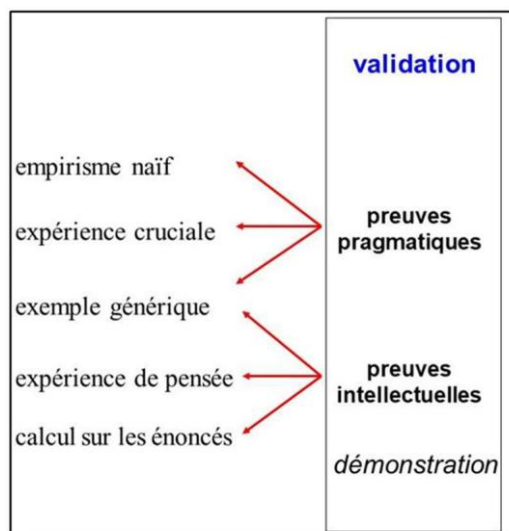 validation
empirisme naïf
expérience cruciale
exemple générique
expérience de pensée
calcul sur les énoncés
preuves
pragmatiques
preuves
intellectuelles
démonstration